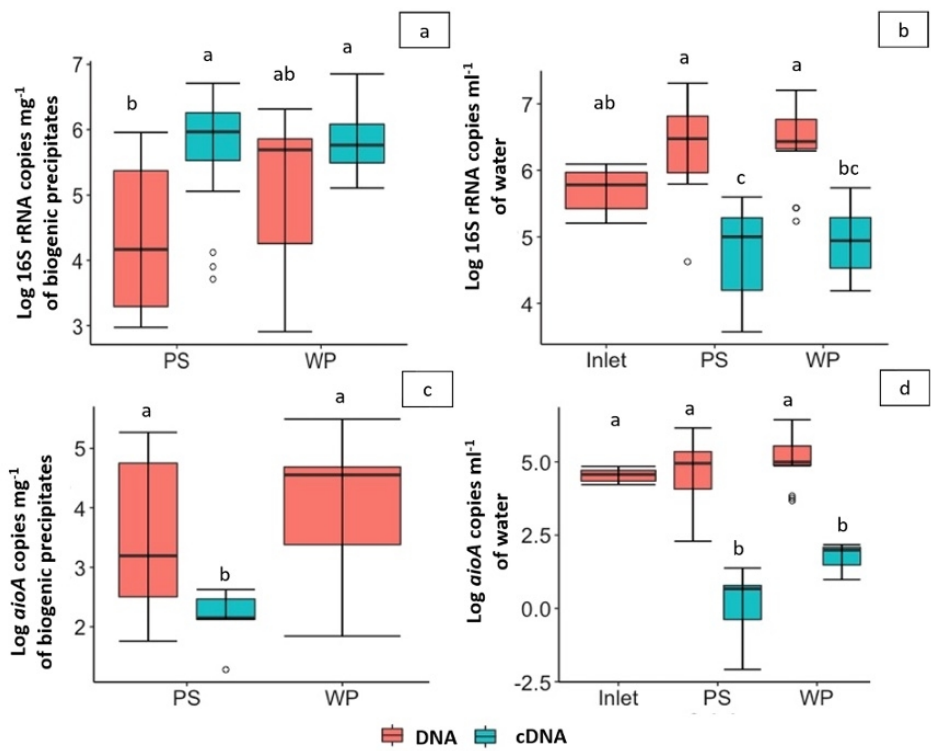 a
Log 16S rRNA copies mg-1
of biogenic precipitates
7
6
5
4
3
b
a
ab
a
PS
WP
b
Log 16S rRNA copies ml-1
of water
7
6
5
4
ab
a
c
a
bc
Inlet
PS
WP
c
Log aioA copies mg-1
of biogenic precipitates
5
4
3
2
a
b
a
PS
WP
d
Log aioA copies ml-1
of water
5.0
2.5
0.0
-2.5
a
a
b
a
b
Inlet
PS
WP
DNA
cDNA